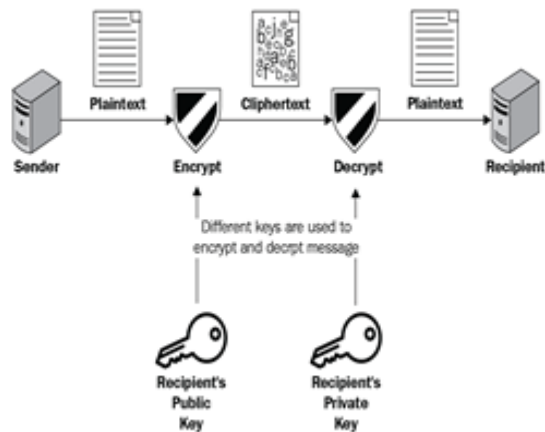 Plaintext
Cliphertext
Plaintext
Sender
Encrypt
Decrypt
Recipient
Different keys are used to
encrypt and decrpt message
Recipient's
Public
Key
Recipient's
Private
Key